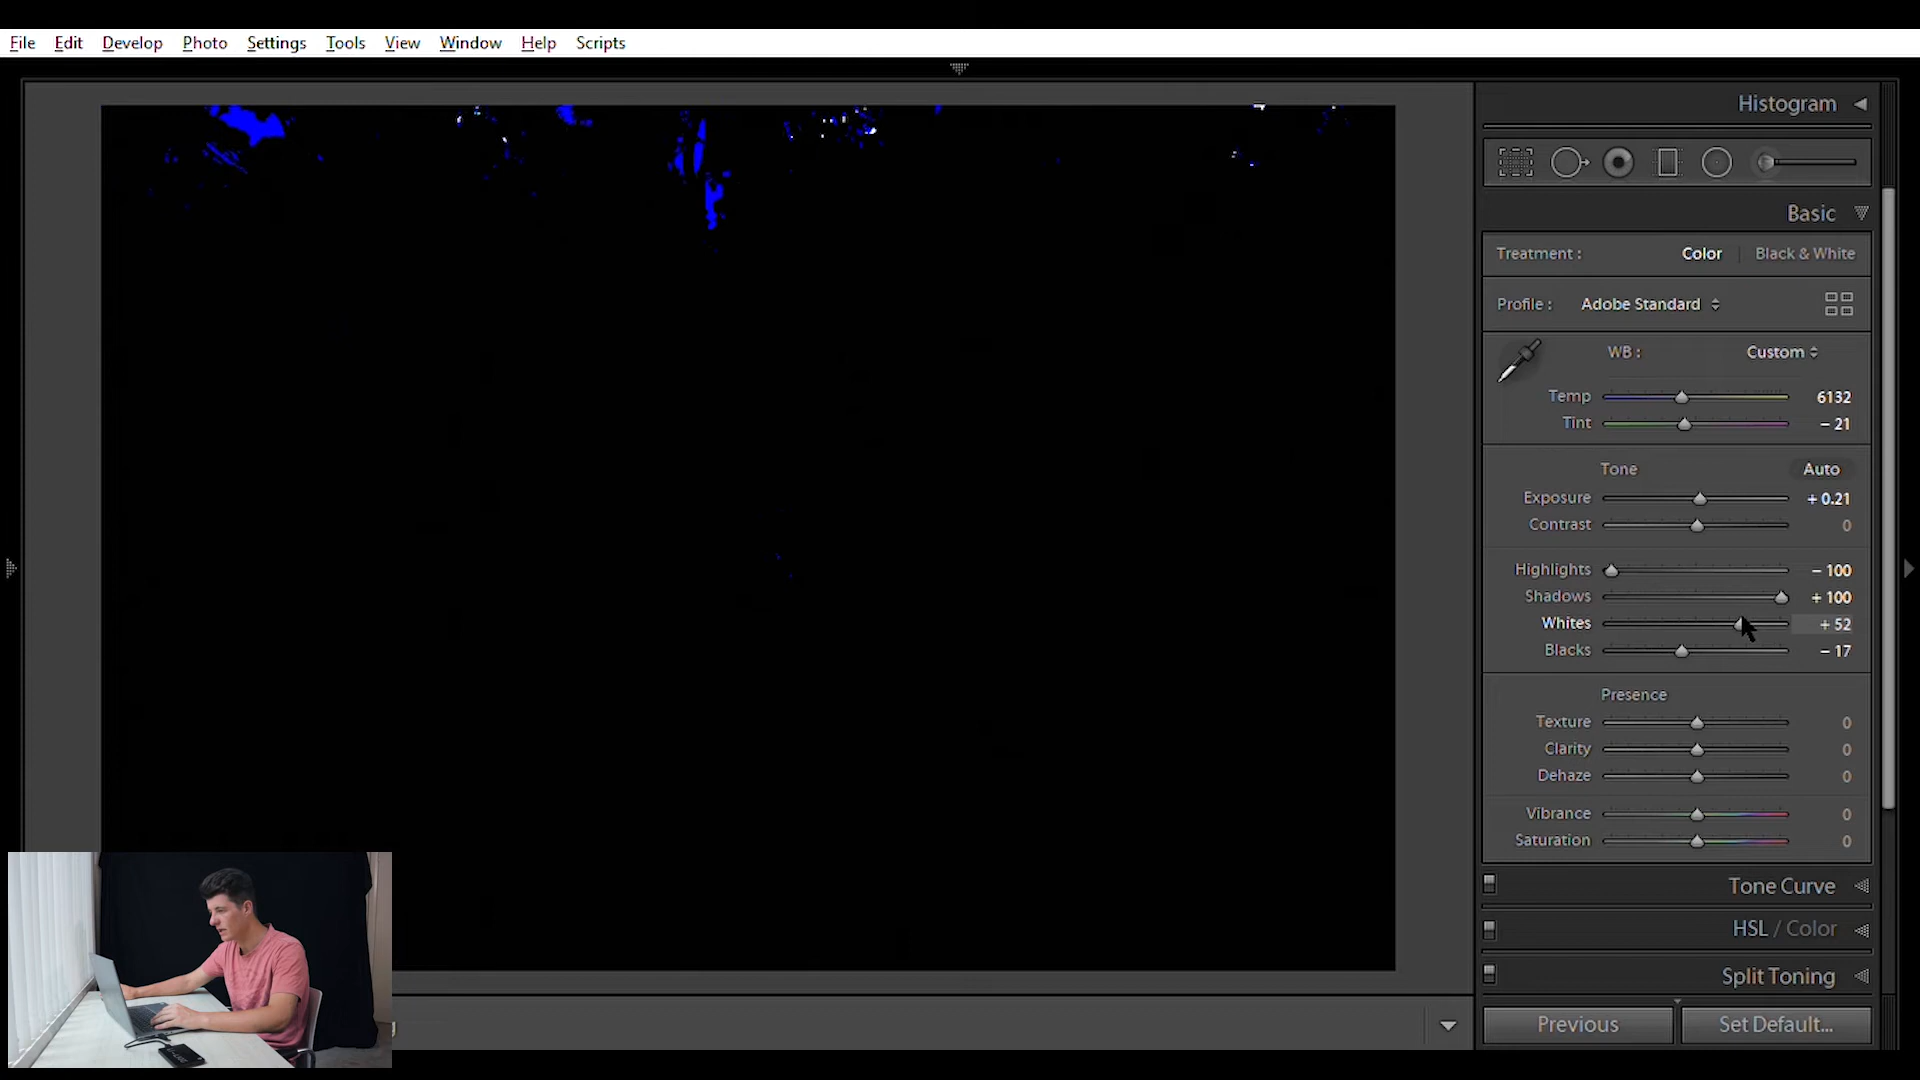 File Edit Develop Photo Settings Tools View Window Help Scripts
Histogram
Basic
Treatment : Color Black & White
Profile : Adobe Standard
WB : Custom
Temp 6132
Tint − 21
Tone Auto
Exposure + 0.21
Contrast 0
Highlights − 100
Shadows + 100
Whites + 52
Blacks − 17
Presence
Texture 0
Clarity 0
Dehaze 0
Vibrance 0
Saturation 0
Tone Curve
HSL / Color
Split Toning
Previous Set Default...